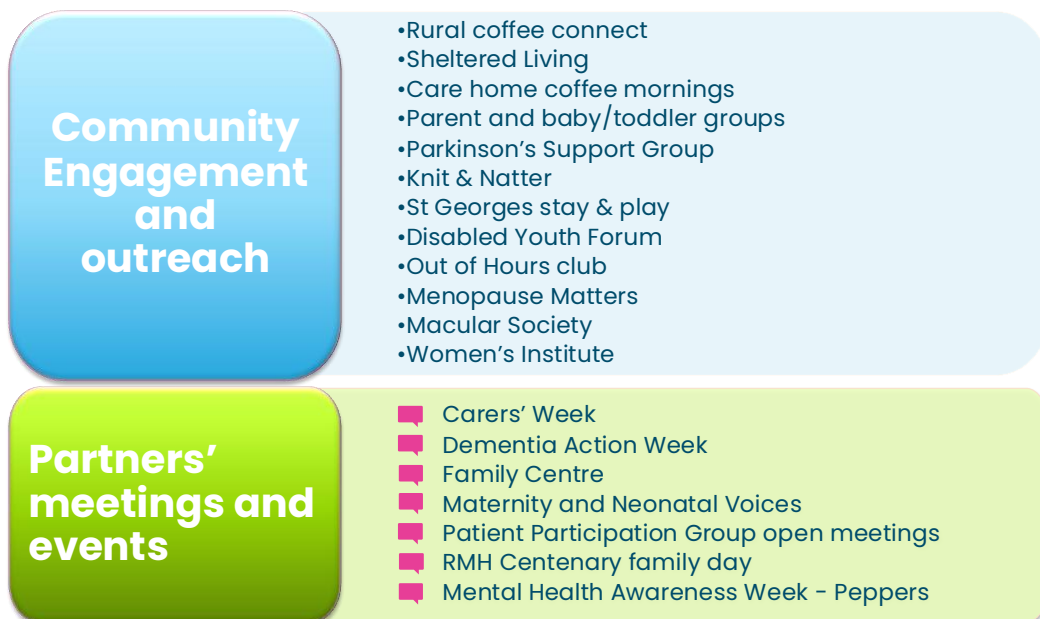 Community
Engagement
and
outreach
•Rural coffee connect
•Sheltered Living
•Care home coffee mornings
•Parent and baby/toddler groups
•Parkinson’s Support Group
•Knit & Natter
•St Georges stay & play
•Disabled Youth Forum
•Out of Hours club
•Menopause Matters
•Macular Society
•Women’s Institute
Partners’
meetings and
events
Carers’ Week
Dementia Action Week
Family Centre
Maternity and Neonatal Voices
Patient Participation Group open meetings
RMH Centenary family day
Mental Health Awareness Week - Peppers